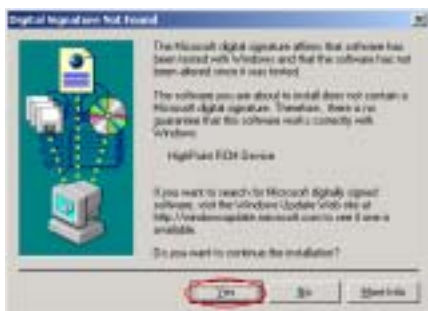 Digital Signature Not Found
The Microsoft digital signature affirms that software has
been tested with Windows and that the software has not
been altered since it was tested.
The software you are about to install does not contain a
Microsoft digital signature. Therefore, there is no
guarantee that this software works correctly with
Windows.
HighPoint RCM Device
If you want to search for Microsoft digitally signed
software, visit the Windows Update Web site at
http://windowsupdate.microsoft.com to see if one is
available.
Do you want to continue the installation?
Yes
No
More Info